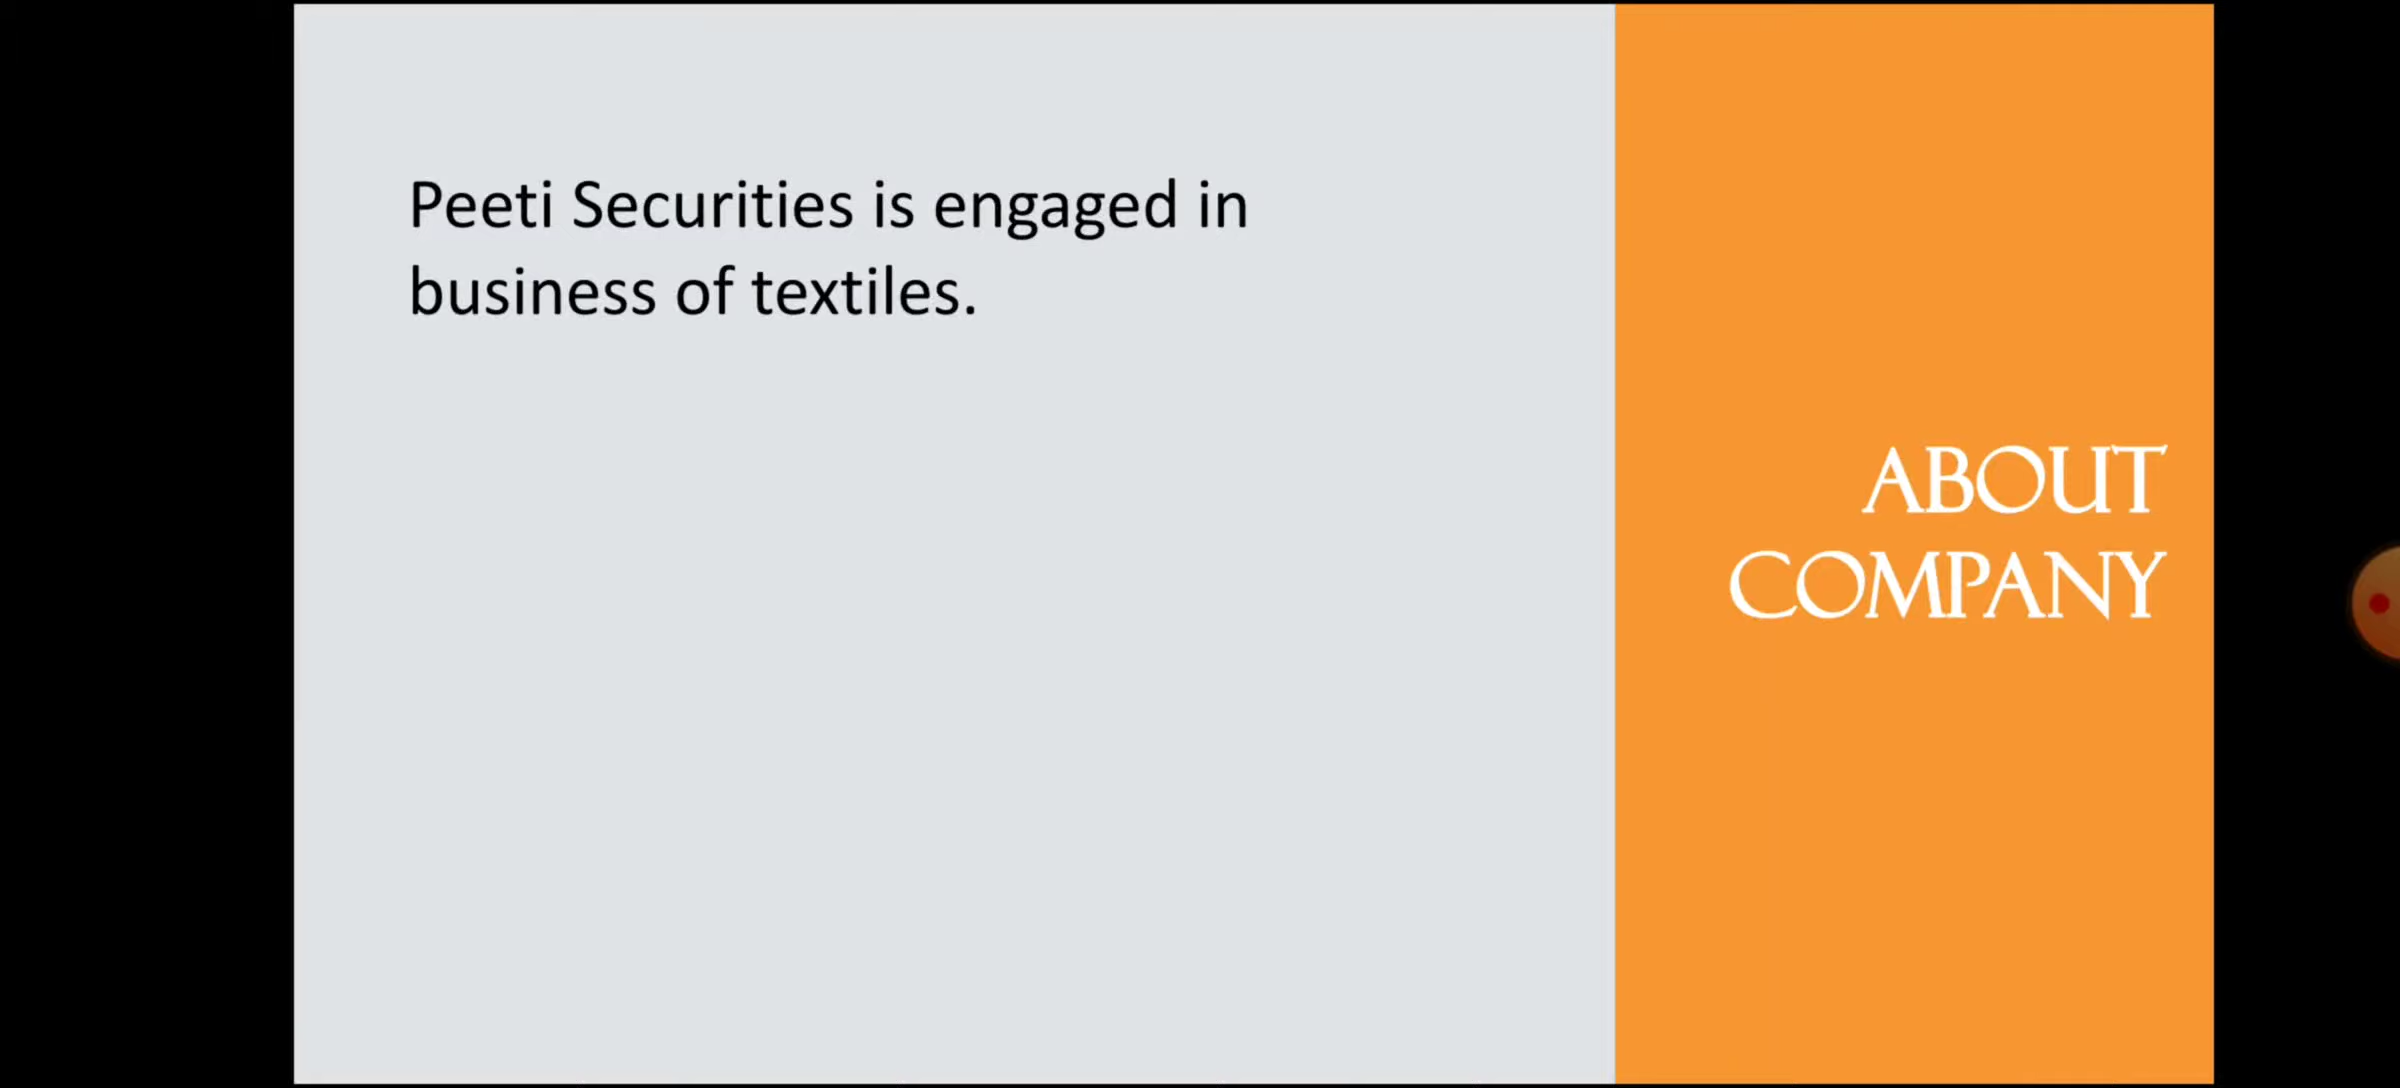 Peeti Securities is engaged in
business of textiles.
ABOUT
COMPANY